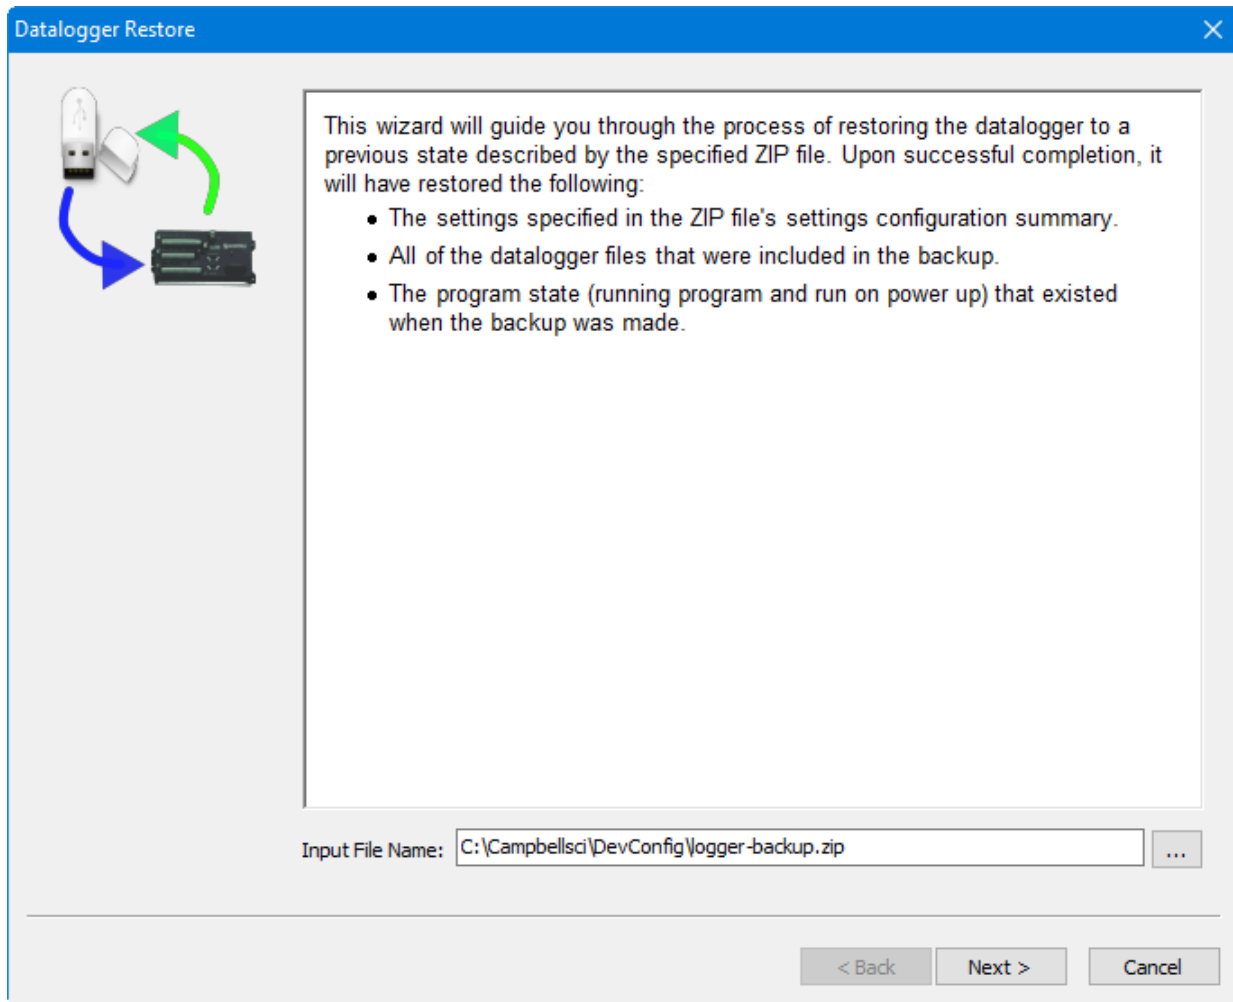 Datalogger Restore
This wizard will guide you through the process of restoring the datalogger to a
previous state described by the specified ZIP file. Upon successful completion, it
will have restored the following:
• The settings specified in the ZIP file's settings configuration summary.
• All of the datalogger files that were included in the backup.
• The program state (running program and run on power up) that existed
when the backup was made.
Input File Name: C:\Campbellsci\DevConfig\logger-backup.zip ...
< Back Next > Cancel